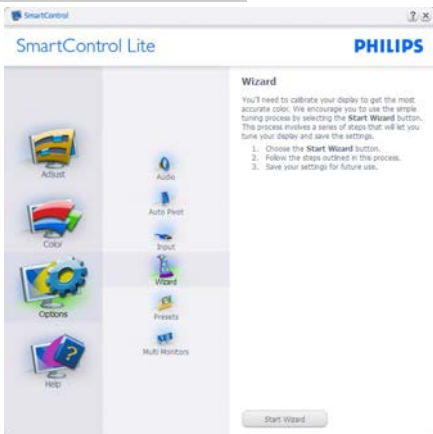 SmartControl
? ×
SmartControl Lite
PHILIPS
Adjust
Color
Options
Help
Audio
Auto Pivot
Input
Wizard
Presets
Multi Monitors
Wizard
You'll need to calibrate your display to get the most
accurate color. We encourage you to use the simple
tuning process by selecting the Start Wizard button.
This process involves a series of steps that will let you
tune your display and save the settings.
1. Choose the Start Wizard button.
2. Follow the steps outlined in this process.
3. Save your settings for future use.
Start Wizard